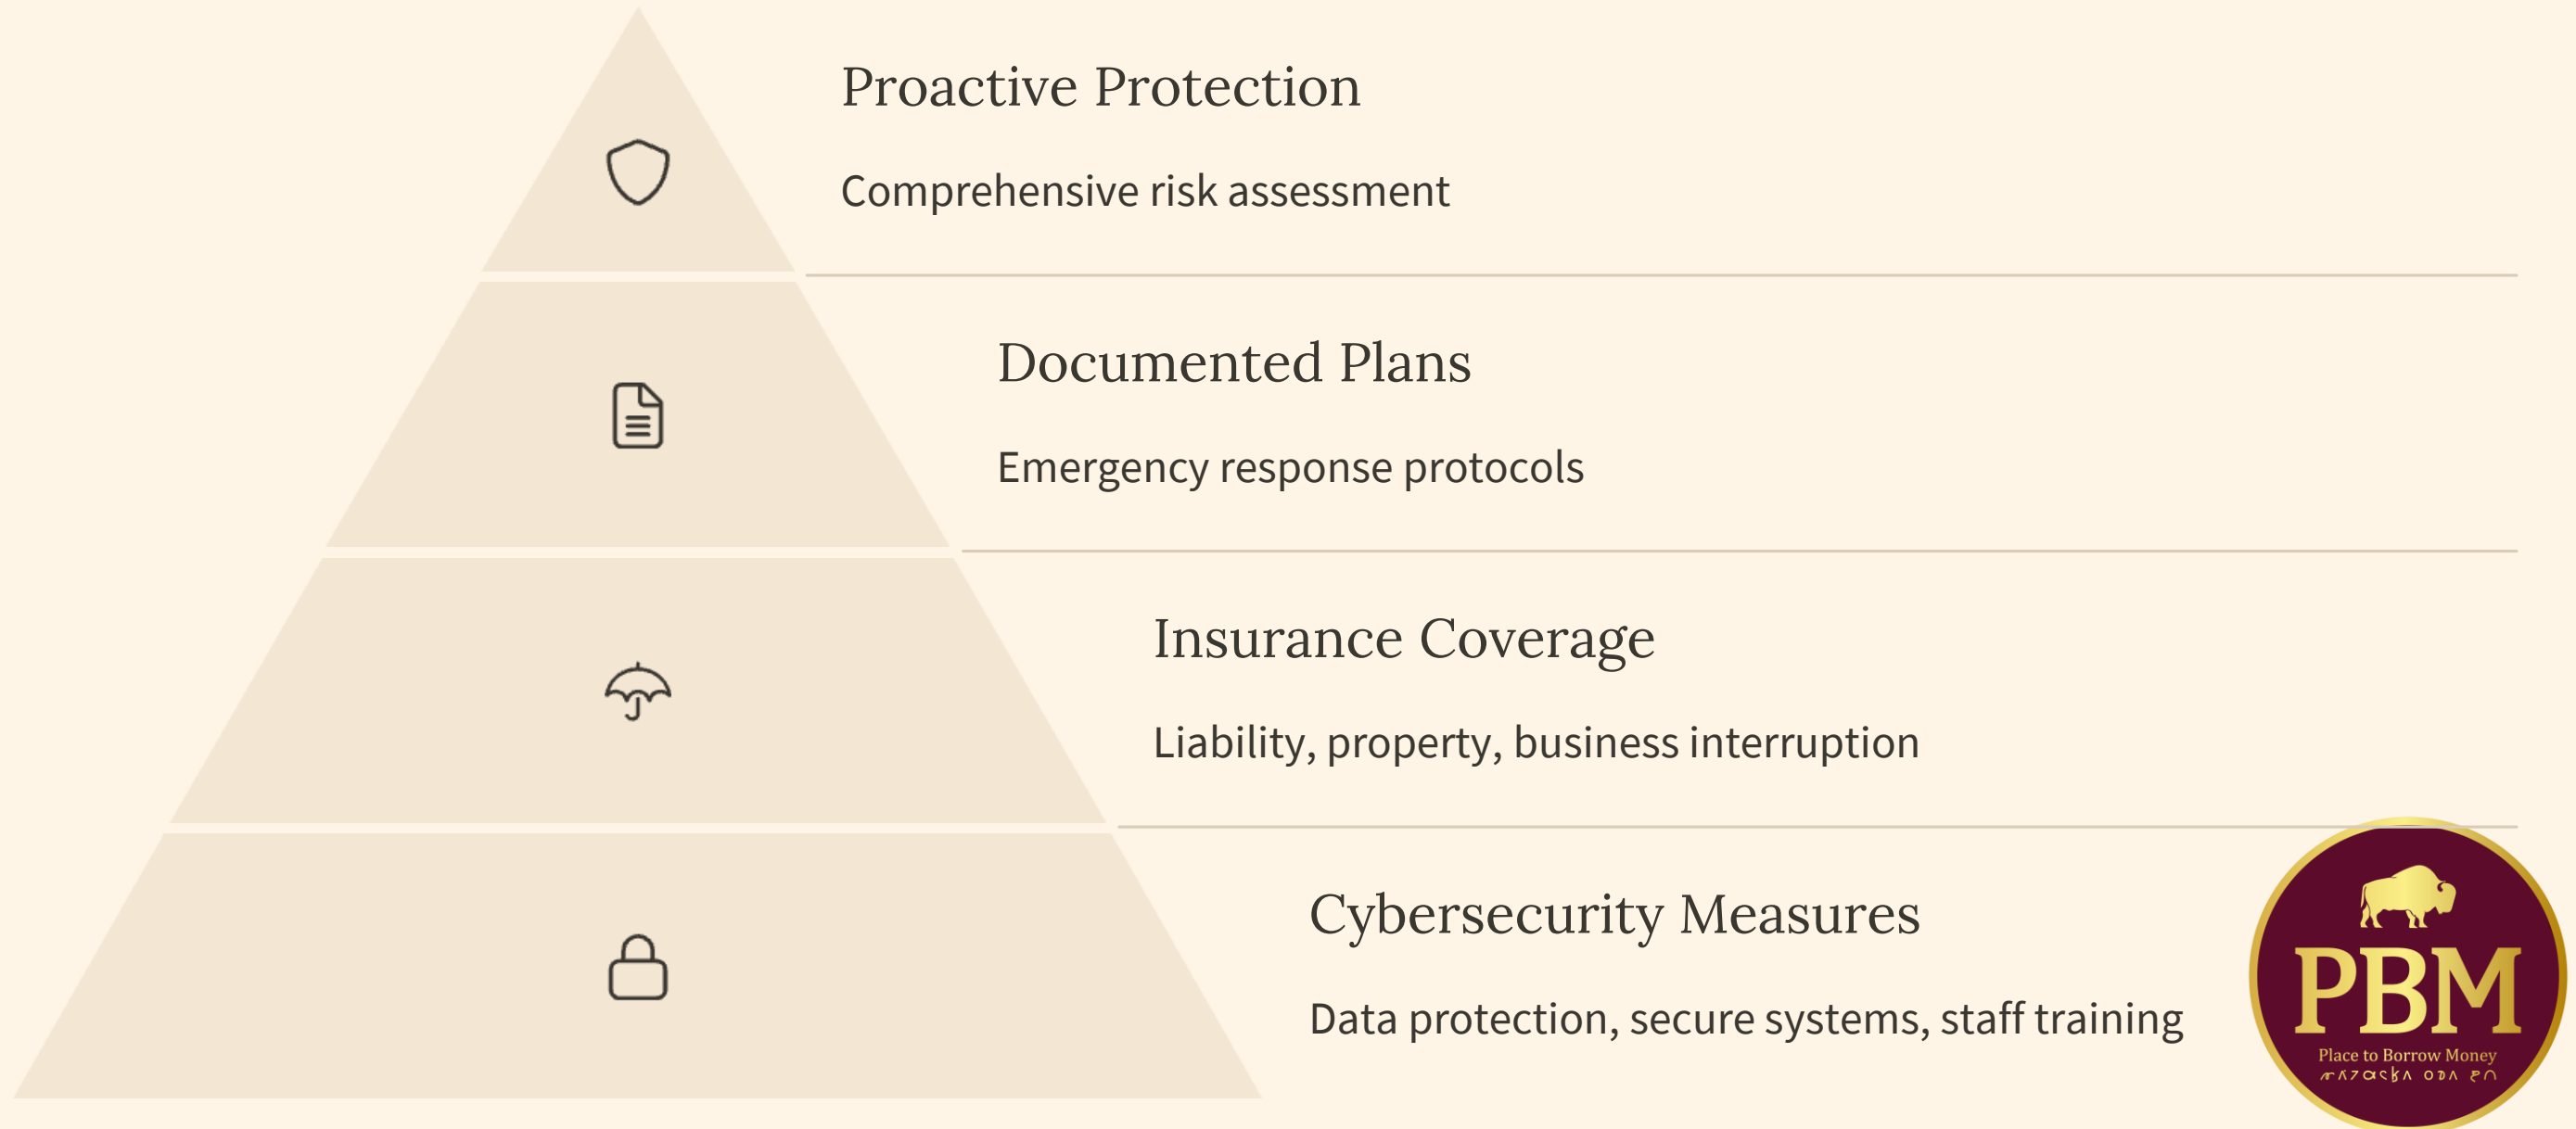 Proactive Protection
Comprehensive risk assessment
Documented Plans
Emergency response protocols
Insurance Coverage
Liability, property, business interruption
Cybersecurity Measures
Data protection, secure systems, staff training
PBM
Place to Borrow Money